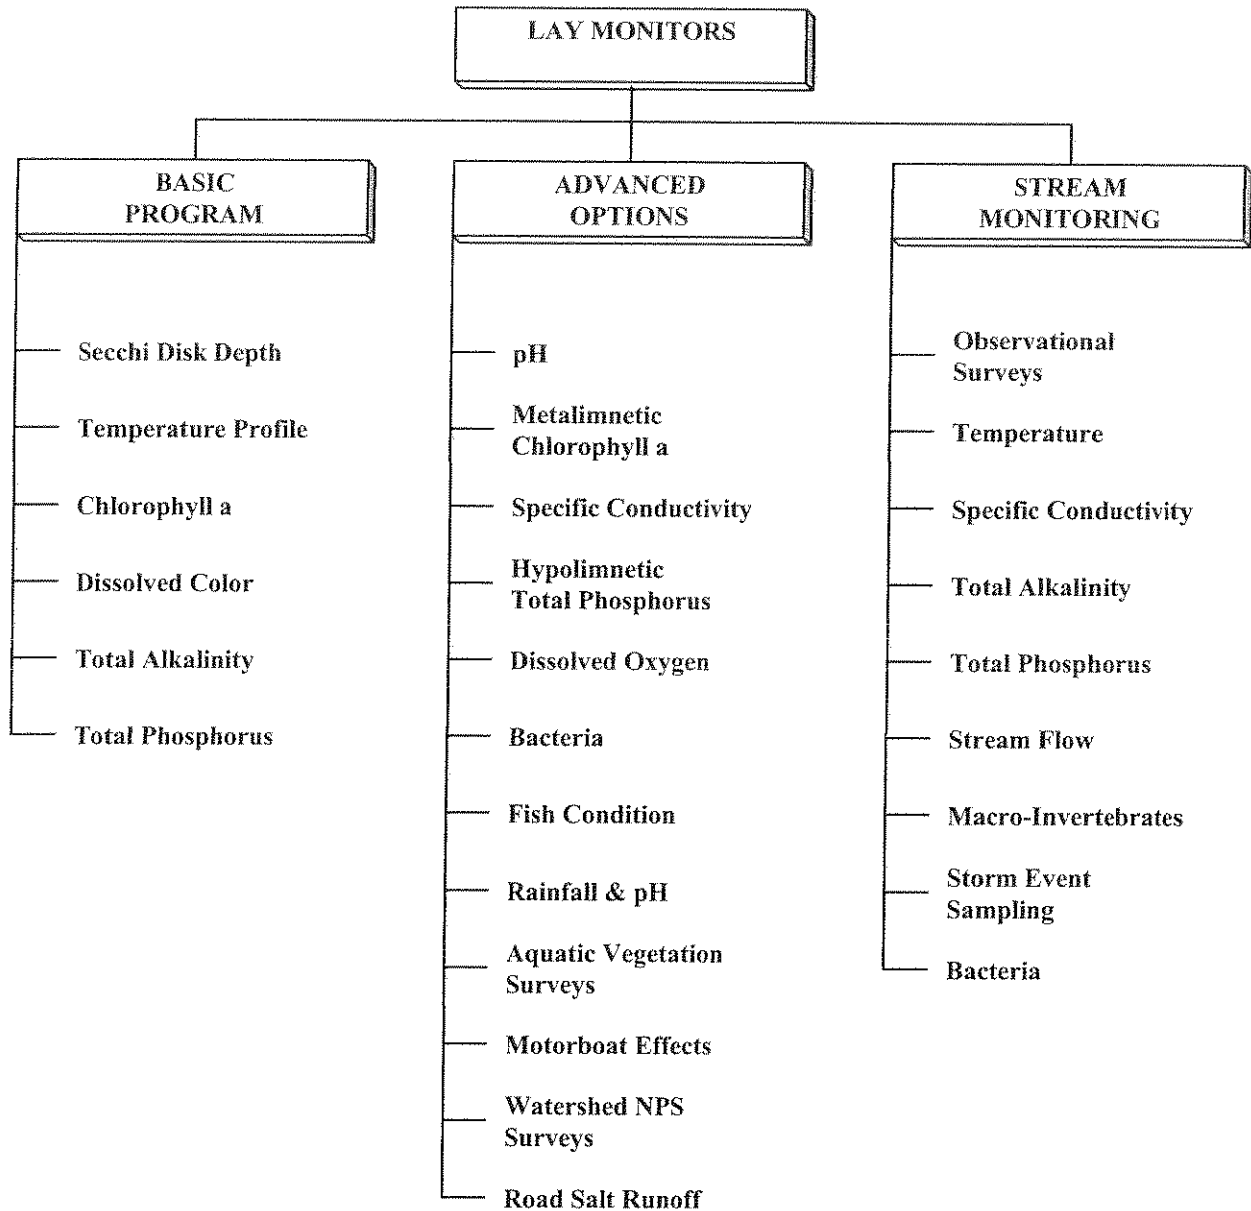 LAY MONITORS
BASIC
PROGRAM
Secchi Disk Depth
Temperature Profile
Chlorophyll a
Dissolved Color
Total Alkalinity
Total Phosphorus
ADVANCED
OPTIONS
pH
Metalimnetic
Chlorophyll a
Specific Conductivity
Hypolimnetic
Total Phosphorus
Dissolved Oxygen
Bacteria
Fish Condition
Rainfall & pH
Aquatic Vegetation
Surveys
Motorboat Effects
Watershed NPS
Surveys
Road Salt Runoff
STREAM
MONITORING
Observational
Surveys
Temperature
Specific Conductivity
Total Alkalinity
Total Phosphorus
Stream Flow
Macro-Invertebrates
Storm Event
Sampling
Bacteria